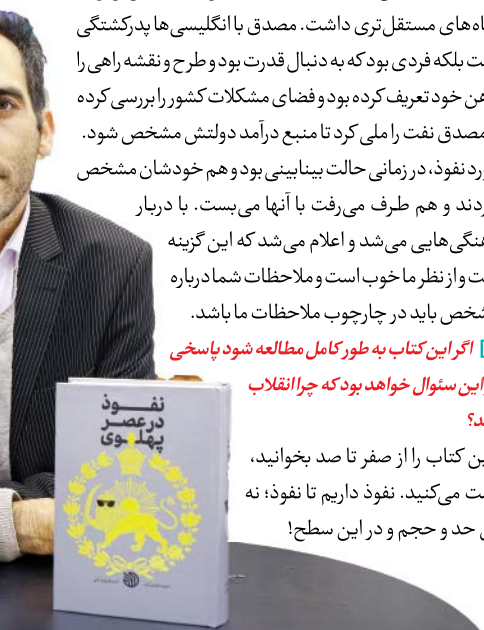 اه‌های مستقل‌تری داشت. مصدق با انگلیسی‌ها پدرکشتگی
ت بلکه فردی بود که به دنبال قدرت بود و طرح و نقشه راهی را
هن خود تعریف کرده بود و فضای مشکلات کشور را بررسی کرده
مصدق نفت را ملی کرد تا منبع درآمد دولتش مشخص شود.
رد نفوذ، در زمانی حالت بینابینی بود و هم خودشان مشخص
ردند و هم طرف می‌رفت با آنها می‌بست. با دربار
هنگی‌هایی می‌شد و اعلام می‌شد که این گزینه
ت و از نظر ما خوب است و ملاحظات شما درباره
شخص باید در چارچوب ملاحظات ما باشد.
اگر این کتاب به طور کامل مطالعه شود پاسخی
این سئوال خواهد بود که چرا انقلاب
د؟
ین کتاب را از صفر تا صد بخوانید،
ت می‌کنید. نفوذ داریم تا نفوذ؛ نه
حد و حجم و در این سطح!
نفوذ
در عصر
پهلوی